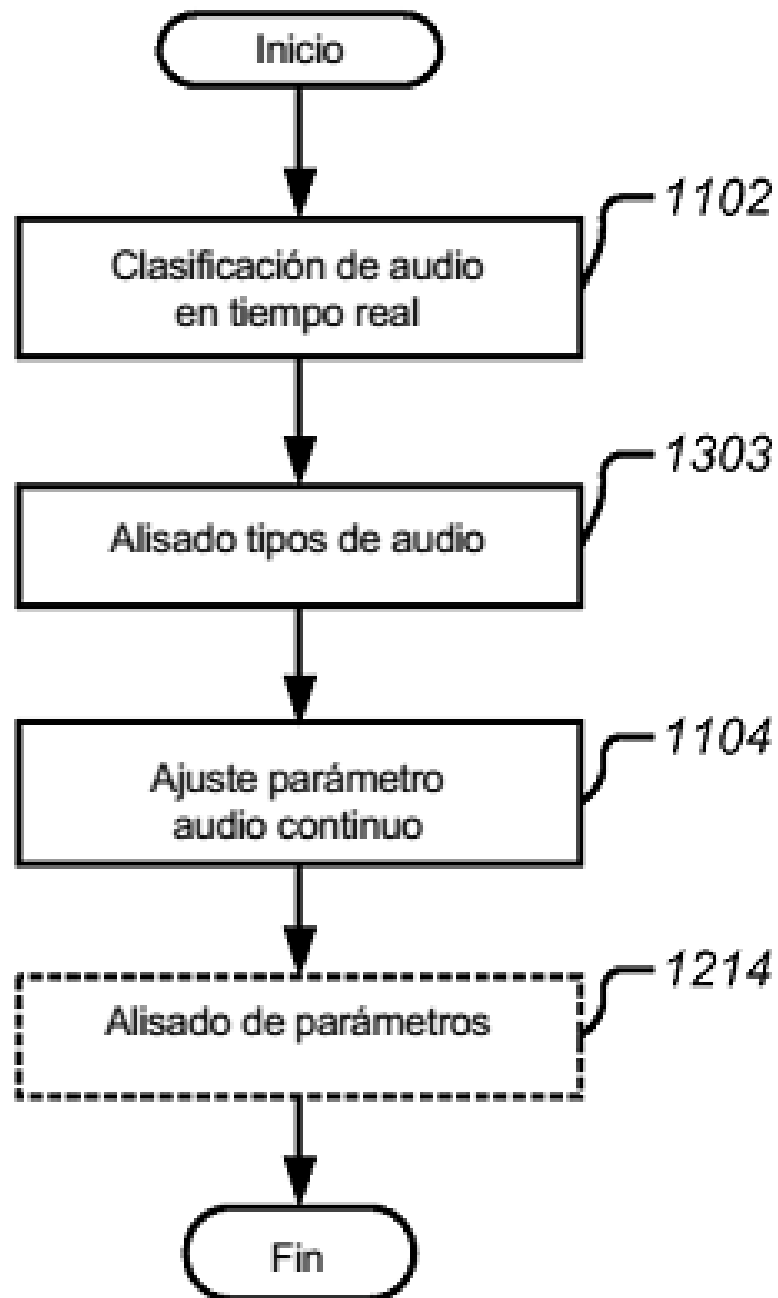 Inicio
Clasificación de audio
en tiempo real
1102
Alisado tipos de audio
1303
Ajuste parámetro
audio continuo
1104
Alisado de parámetros
1214
Fin